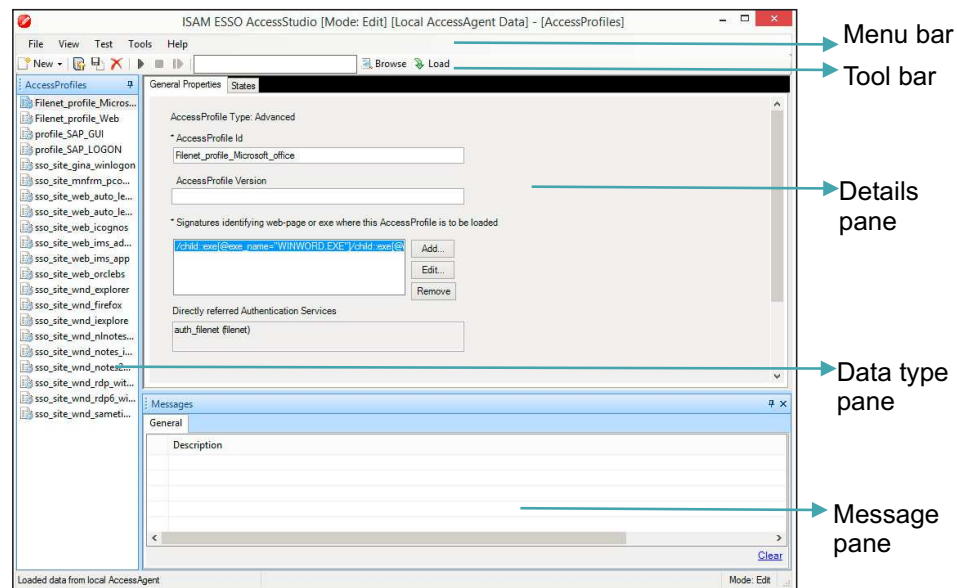 ISAM ESSO AccessStudio [Mode: Edit] [Local AccessAgent Data] - [AccessProfiles]
File View Test Tools Help
New Browse Load
AccessProfiles
Filenet_profile_Micros...
Filenet_profile_Web
profile_SAP_GUI
profile_SAP_LOGON
sso_site_gina_winlogon
sso_site_mnfrm_pco...
sso_site_web_auto_le...
sso_site_web_auto_le...
sso_site_web_icognos
sso_site_web_ims_ad...
sso_site_web_ims_app
sso_site_web_orclebs
sso_site_wnd_explorer
sso_site_wnd_firefox
sso_site_wnd_iexplore
sso_site_wnd_nlnotes...
sso_site_wnd_notes_i...
sso_site_wnd_notes2...
sso_site_wnd_rdp_wit...
sso_site_wnd_rdp6_wi...
sso_site_wnd_sameti...
General Properties States
AccessProfile Type: Advanced
* AccessProfile Id
Filenet_profile_Microsoft_office
AccessProfile Version
* Signatures identifying web-page or exe where this AccessProfile is to be loaded
/child::exe[@exe_name="WINWORD.EXE"]/child::exe[@
Add...
Edit...
Remove
Directly referred Authentication Services
auth_filenet (filenet)
Messages
General
Description
Clear
Loaded data from local AccessAgent
Mode: Edit
Menu bar
Tool bar
Details
pane
Data type
pane
Message
pane